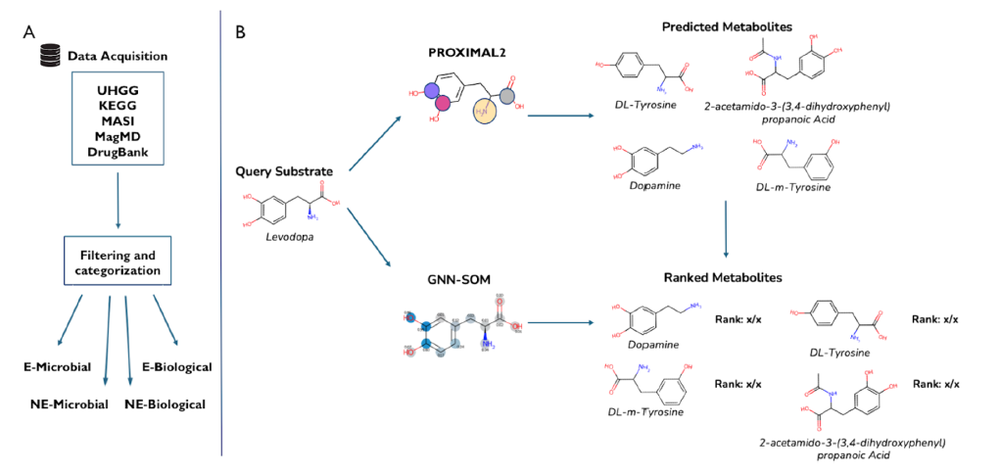 A
Data Acquisition
UHGG
KEGG
MASI
MagMD
DrugBank
Filtering and
categorization
E-Microbial
E-Biological
NE-Microbial
NE-Biological
B
Query Substrate
Levodopa
PROXIMAL2
GNN-SOM
Predicted Metabolites
DL-Tyrosine
2-acetamido-3-(3,4-dihydroxyphenyl)
propanoic Acid
Dopamine
DL-m-Tyrosine
Ranked Metabolites
Dopamine
Rank: x/x
DL-Tyrosine
Rank: x/x
DL-m-Tyrosine
Rank: x/x
Rank: x/x
2-acetamido-3-(3,4-dihydroxyphenyl)
propanoic Acid